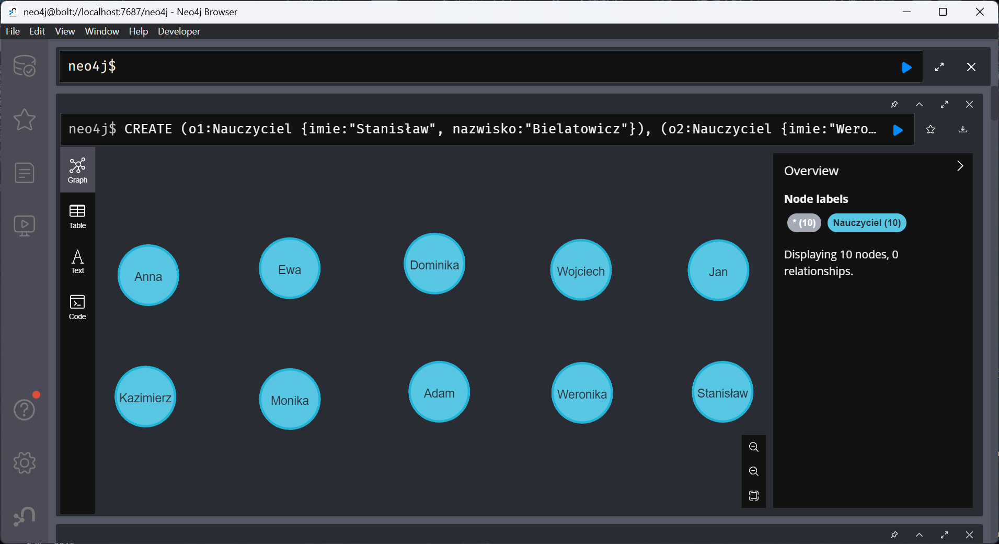 neo4j@bolt://localhost:7687/neo4j - Neo4j Browser
File Edit View Window Help Developer
neo4j$
neo4j$ CREATE (o1:Nauczyciel {imie:"Stanisław", nazwisko:"Bielatowicz"}), (o2:Nauczyciel {imie:"Wero…
Graph
Table
Text
Code
Anna
Ewa
Dominika
Wojciech
Jan
Kazimierz
Monika
Adam
Weronika
Stanisław
Overview
Node labels
* (10) Nauczyciel (10)
Displaying 10 nodes, 0
relationships.